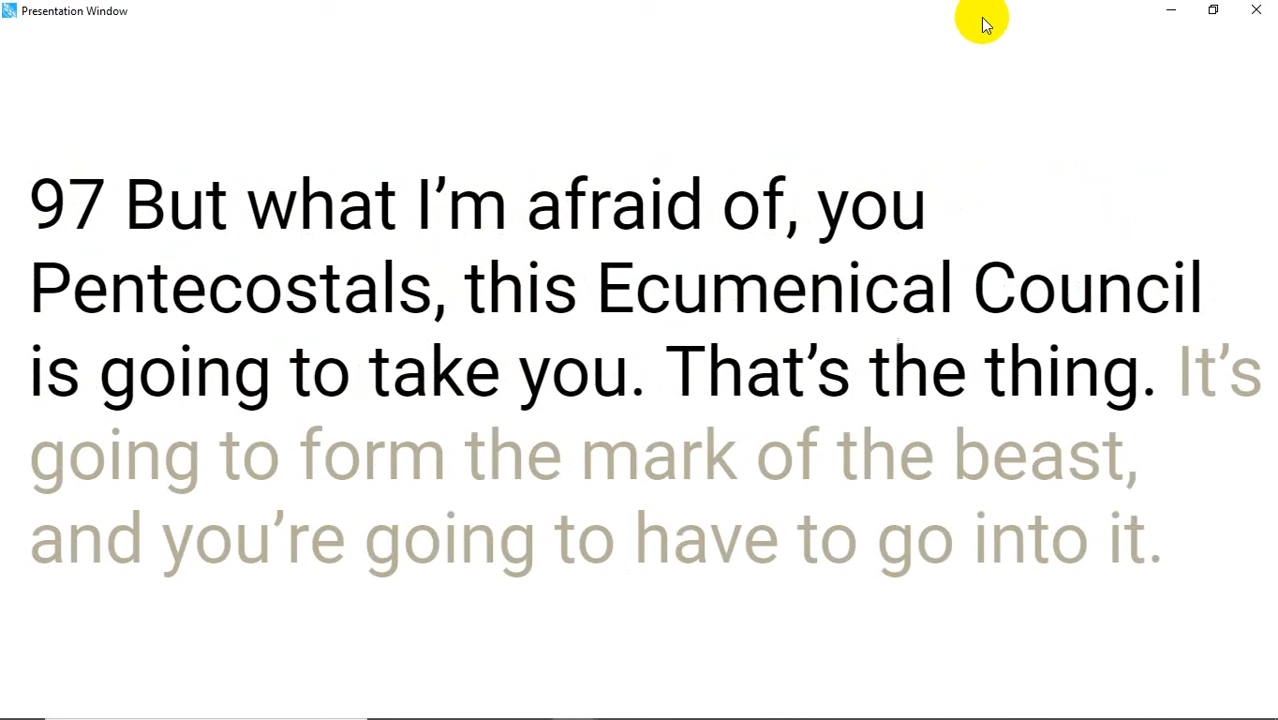 Presentation Window
97 But what I’m afraid of, you
Pentecostals, this Ecumenical Council
is going to take you. That’s the thing. It’s
going to form the mark of the beast,
and you’re going to have to go into it.